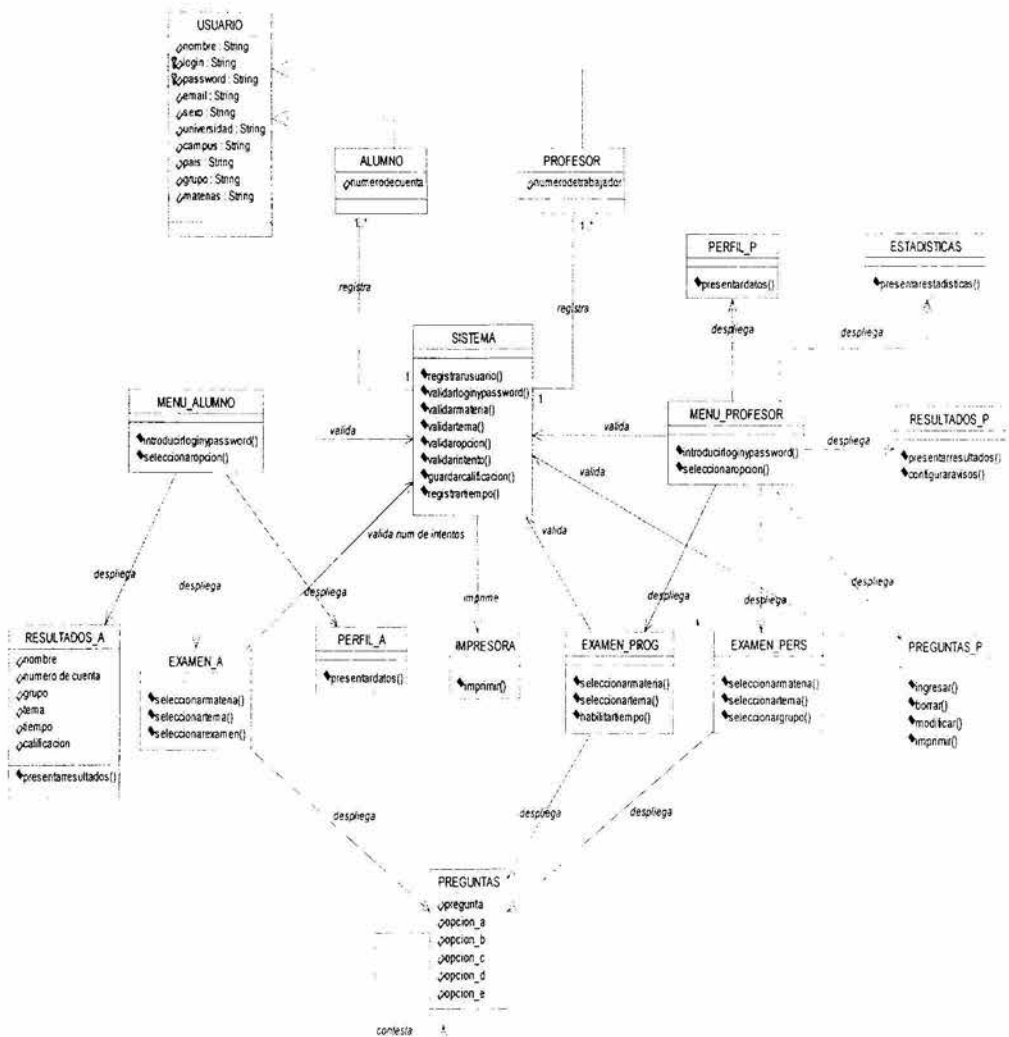 USUARIO
nombre : String
login : String
password : String
email : String
sexo : String
universidad : String
campus : String
pais : String
grupo : String
materias : String
ALUMNO
numerodecuenta
PROFESOR
numerodetrabajador
1..*
1..*
registra
registra
PERFIL_P
presentardatos()
ESTADISTICAS
presentarestadisticas()
despliega
despliega
SISTEMA
registrarusuario()
validarloginypassword()
validarmateria()
validartema()
validaropcion()
validarintento()
guardarcalificacion()
registrartiempo()
1
1
MENU_ALUMNO
introducirloginypassword()
seleccionaropcion()
valida
MENU_PROFESOR
introducirloginypassword()
seleccionaropcion()
valida
despliega
RESULTADOS_P
presentarresultados()
configuraravisos()
valida
valida
valida num de intentos
despliega
despliega
despliega
imprime
despliega
despliega
despliega
RESULTADOS_A
nombre
numero de cuenta
grupo
tema
tiempo
calificacion
presentarresultados()
EXAMEN_A
seleccionarmateria()
seleccionartema()
seleccionarexamen()
PERFIL_A
presentardatos()
IMPRESORA
imprimir()
EXAMEN_PROG
seleccionarmateria()
seleccionartema()
habilitartiempo()
EXAMEN_PERS
seleccionarmateria()
seleccionartema()
seleccionargrupo()
PREGUNTAS_P
ingresar()
borrar()
modificar()
imprimir()
despliega
despliega
despliega
PREGUNTAS
pregunta
opcion_a
opcion_b
opcion_c
opcion_d
opcion_e
contesta